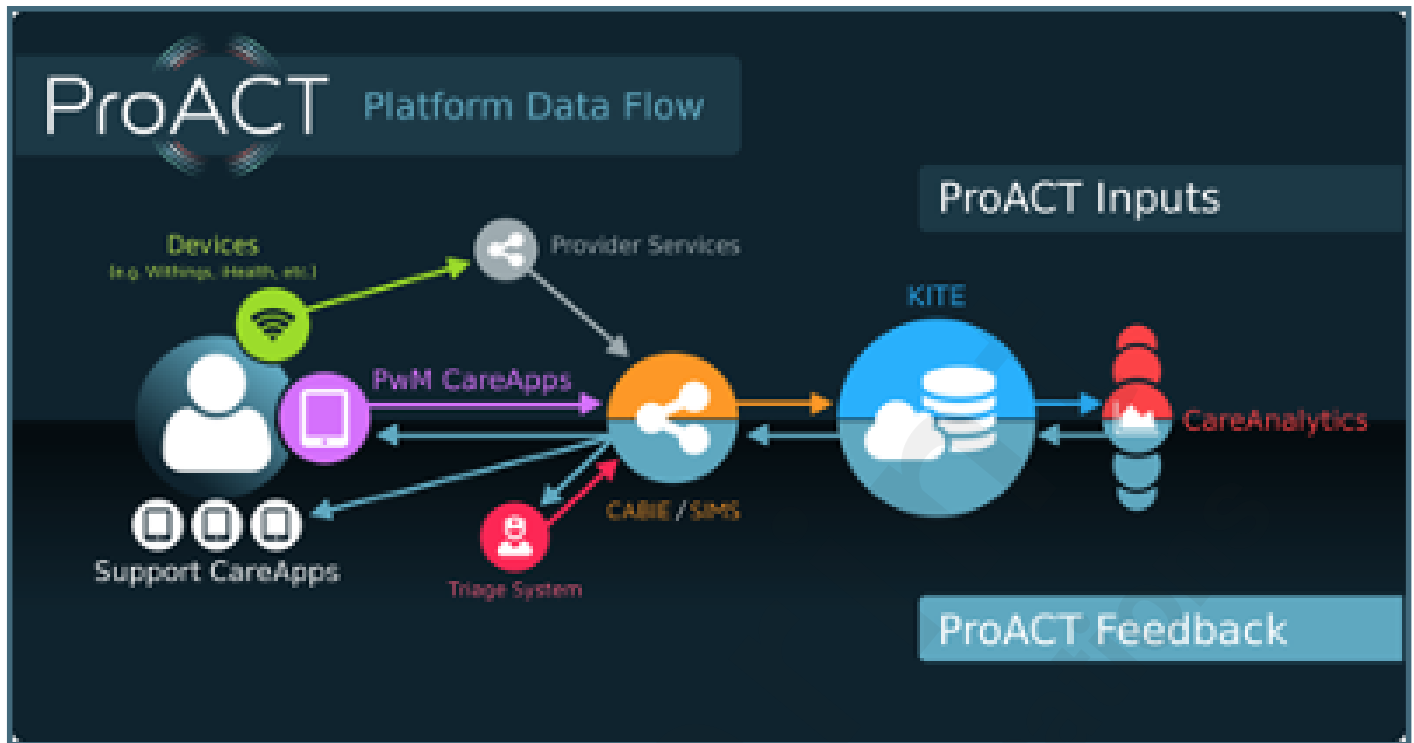 ProACT Platform Data Flow
ProACT Inputs
Devices
(e.g. Withings, iHealth, etc.)
Provider Services
KITE
PwM CareApps
CareAnalytics
CABIE / SIMS
Support CareApps
Triage System
ProACT Feedback